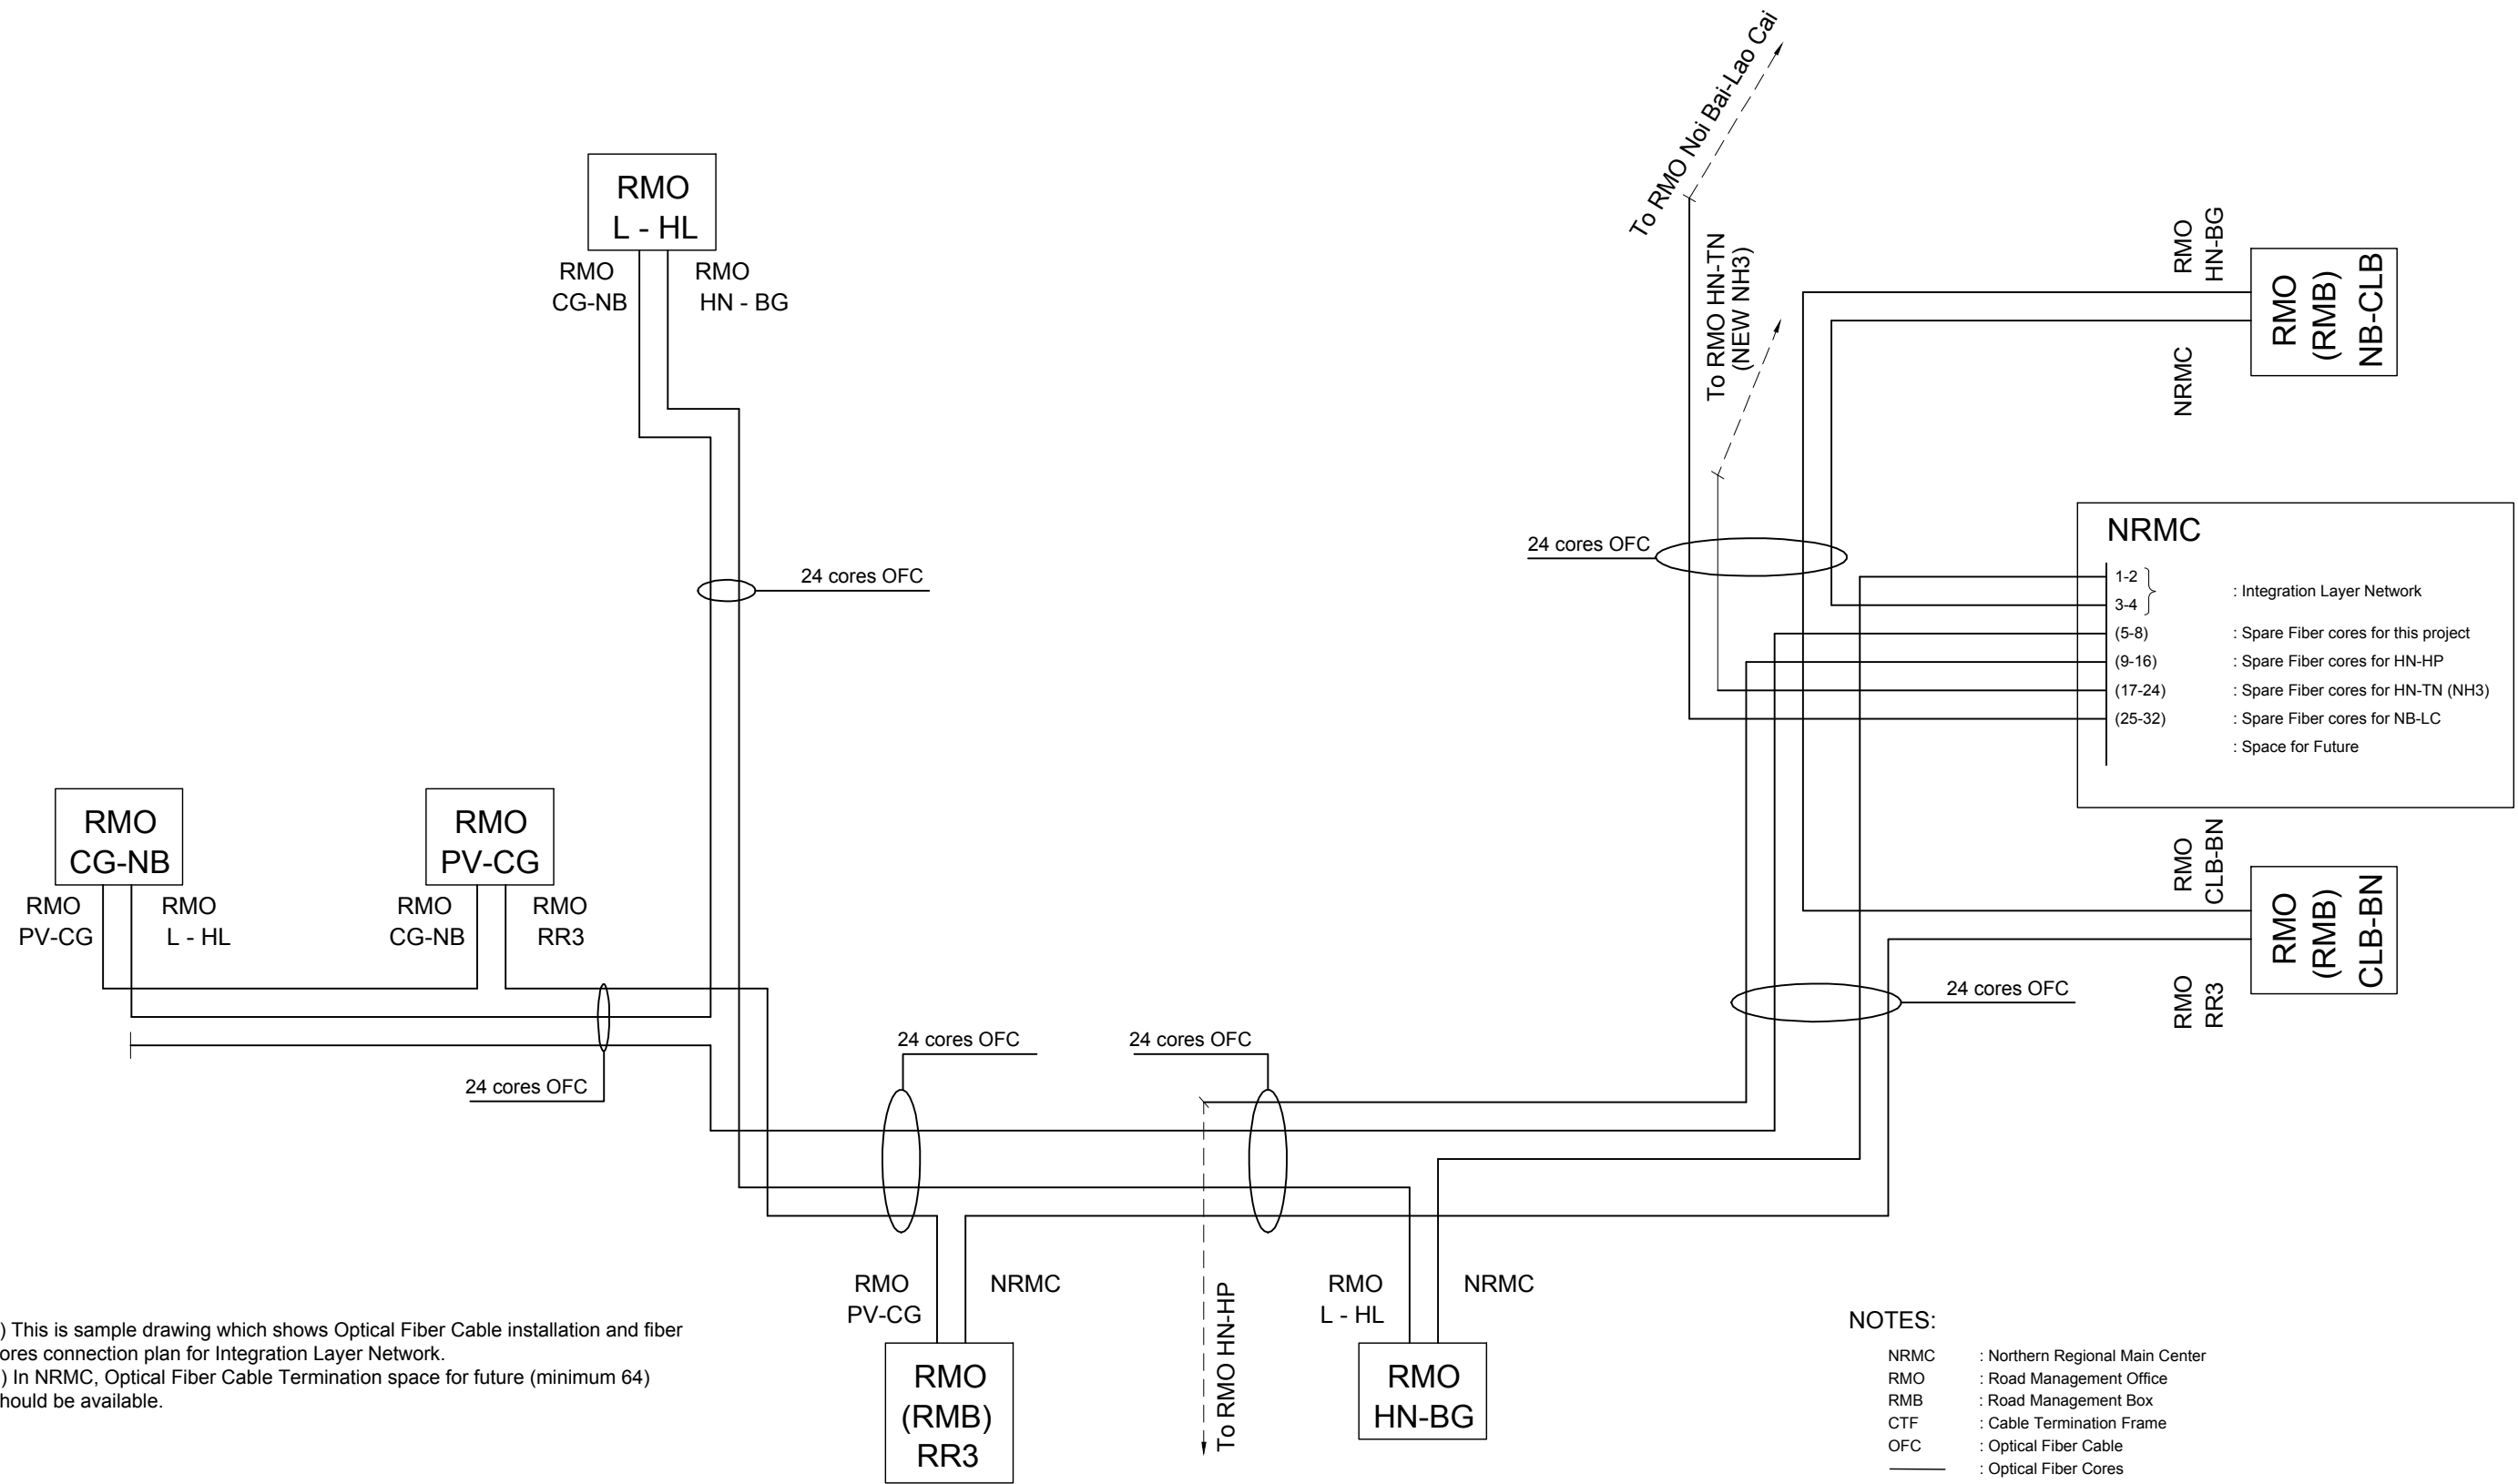 To RMO Noi Bai-Lao Cai
RMO
L - HL
RMO
CG-NB
RMO
HN - BG
To RMO HN-TN
(NEW NH3)
RMO
HN-BG
NRMC
RMO
(RMB)
NB-CLB
24 cores OFC
24 cores OFC
NRMC
1-2
3-4
: Integration Layer Network
(5-8) : Spare Fiber cores for this project
(9-16) : Spare Fiber cores for HN-HP
(17-24) : Spare Fiber cores for HN-TN (NH3)
(25-32) : Spare Fiber cores for NB-LC
: Space for Future
RMO
CG-NB
RMO
PV-CG
RMO
L - HL
RMO
PV-CG
RMO
CG-NB
RMO
RR3
RMO
CLB-BN
RMO
RR3
RMO
(RMB)
CLB-BN
24 cores OFC
24 cores OFC
24 cores OFC
24 cores OFC
RMO
PV-CG
NRMC
RMO
(RMB)
RR3
To RMO HN-HP
RMO
L - HL
NRMC
RMO
HN-BG
) This is sample drawing which shows Optical Fiber Cable installation and fiber
ores connection plan for Integration Layer Network.
) In NRMC, Optical Fiber Cable Termination space for future (minimum 64)
hould be available.
NOTES:
NRMC : Northern Regional Main Center
RMO : Road Management Office
RMB : Road Management Box
CTF : Cable Termination Frame
OFC : Optical Fiber Cable
: Optical Fiber Cores